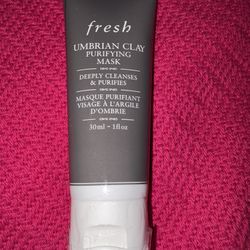 fresh
UMBRIAN CLAY
PURIFYING
MASK
DEEPLY CLEANSES
& PURIFIES
MASQUE PURIFIANT
VISAGE À L'ARGILE
D'OMBRIE
30ml - 1fl oz